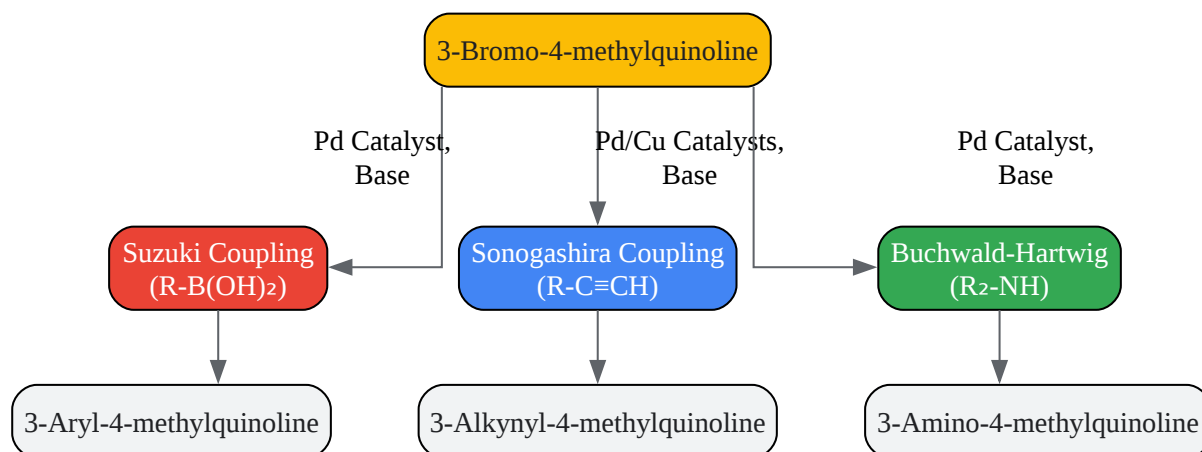 3-Bromo-4-methylquinoline
Pd Catalyst,
Base
Pd/Cu Catalysts,
Base
Pd Catalyst,
Base
Suzuki Coupling
(R-B(OH)₂)
Sonogashira Coupling
(R-C≡CH)
Buchwald-Hartwig
(R₂-NH)
3-Aryl-4-methylquinoline
3-Alkynyl-4-methylquinoline
3-Amino-4-methylquinoline